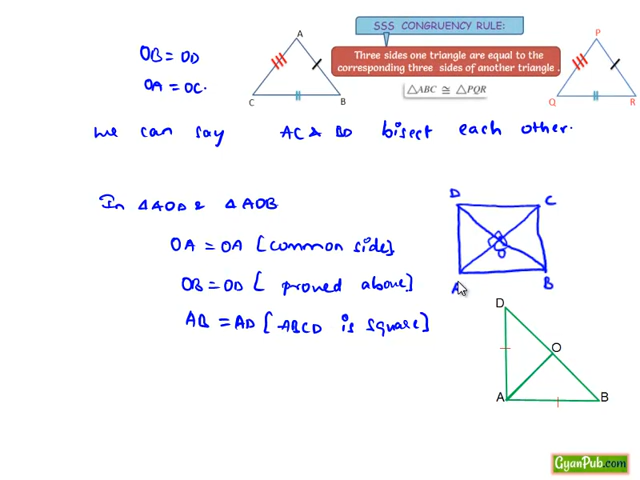 SSS CONGRUENCY RULE:
Three sides one triangle are equal to the
corresponding three sides of another triangle.
△ABC ≅ △PQR
A
C
B
P
Q
R
OB = OD
OA = OC.
We can say AC & BD bisect each other.
In △AOD & △AOB
OA = OA [common side]
OB = OD [proved above]
AB = AD [ABCD is square]
D
C
O
A
B
D
O
A
B
GyanPub.com